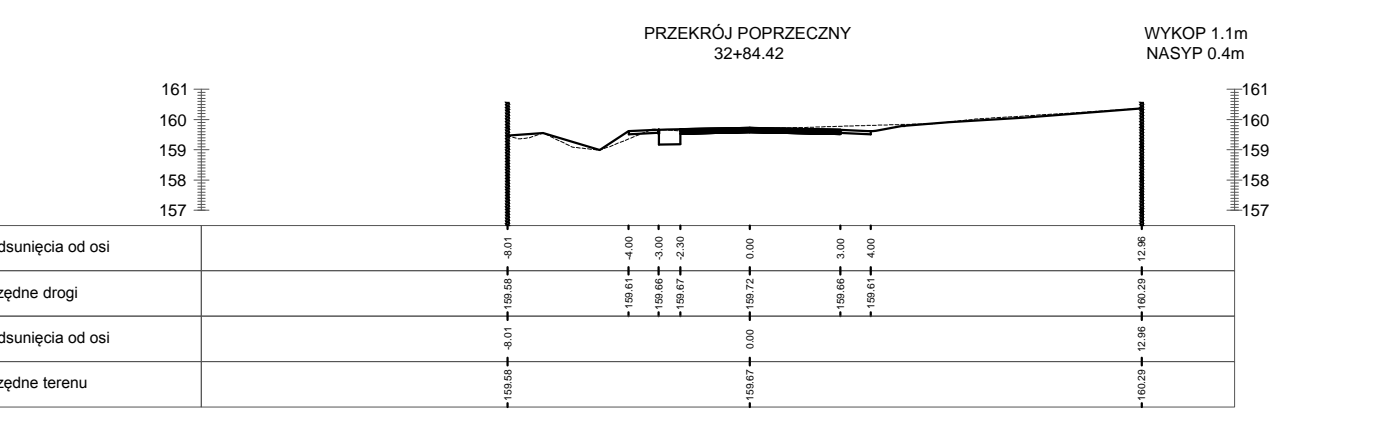 PRZEKRÓJ POPRZECZNY
32+84.42
WYKOP 1.1m
NASYP 0.4m
161
160
159
158
157
161
160
159
158
157
dsunięcia od osi
-8.01 -4.00 -3.00 -2.30 0.00 3.00 4.00 12.96
zędne drogi
159.58 159.61 159.66 159.67 159.72 159.66 159.61 160.29
dsunięcia od osi
-8.01 0.00 12.96
zędne terenu
159.58 159.67 160.29